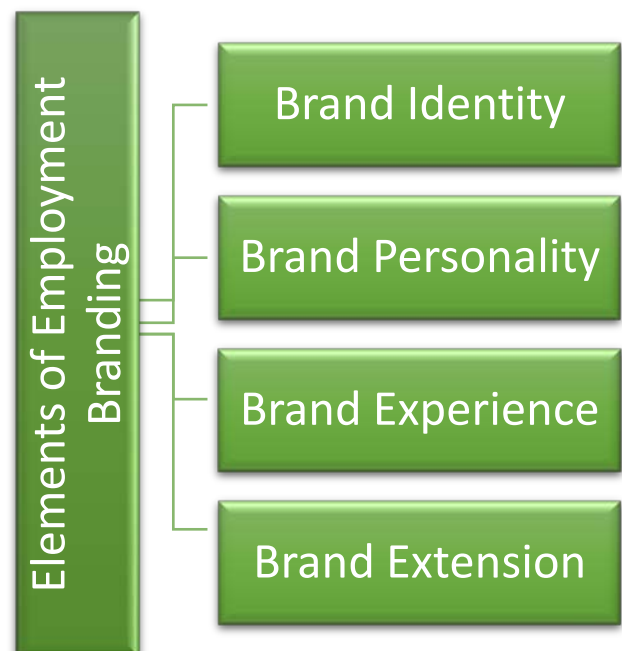 Elements of Employment
Branding
Brand Identity
Brand Personality
Brand Experience
Brand Extension